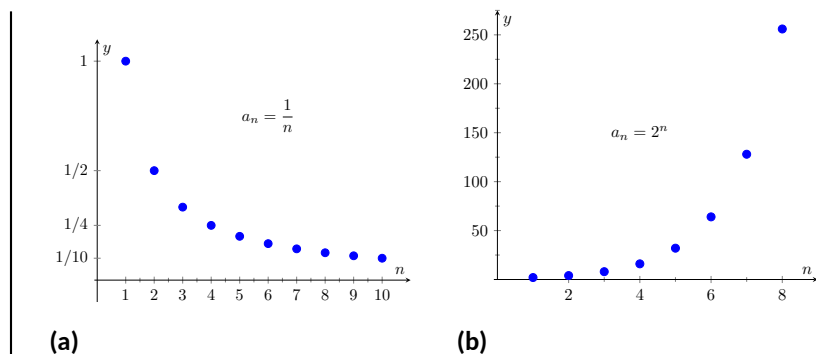 y
1
a_n = 1/n
1/2
1/4
1/10
n
1 2 3 4 5 6 7 8 9 10
(a)
y
250
200
150
a_n = 2^n
100
50
n
2 4 6 8
(b)